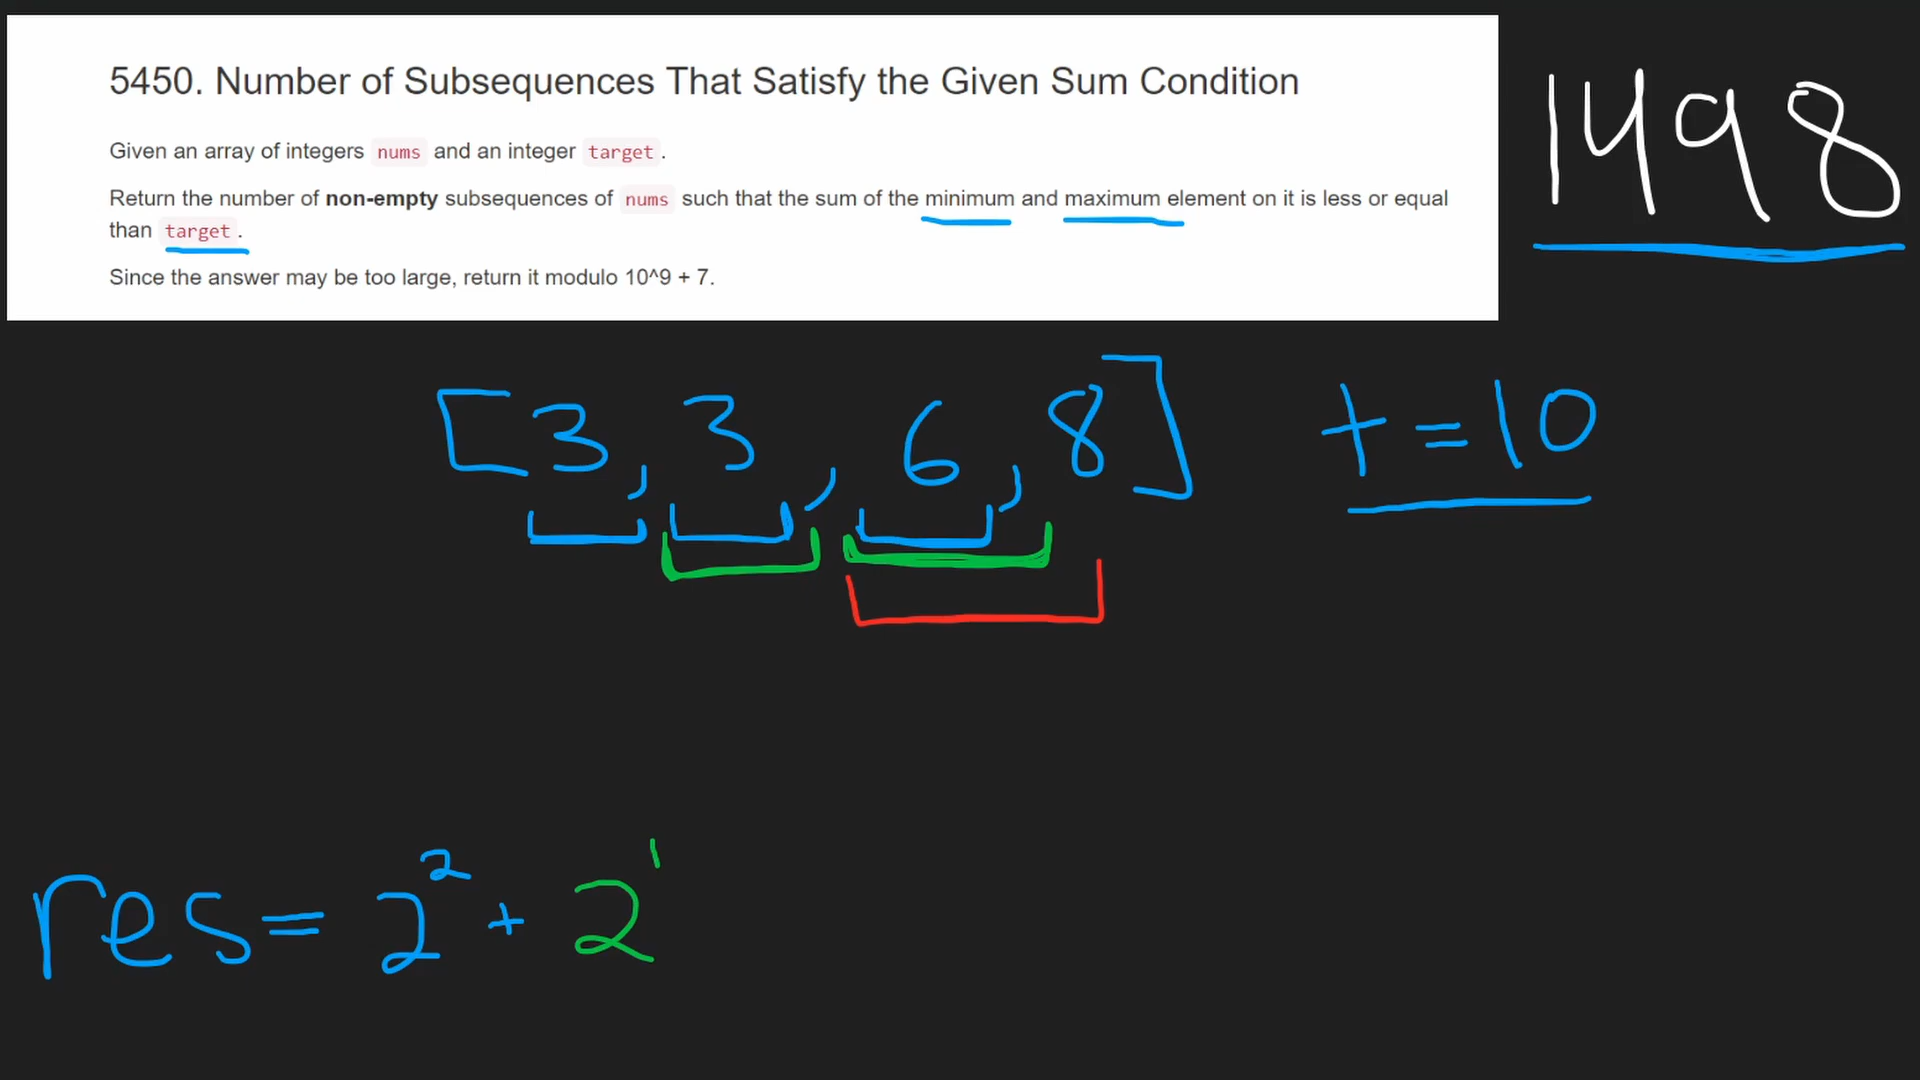 5450. Number of Subsequences That Satisfy the Given Sum Condition
1498
Given an array of integers nums and an integer target.
Return the number of non-empty subsequences of nums such that the sum of the minimum and maximum element on it is less or equal
than target.
Since the answer may be too large, return it modulo 10^9 + 7.
[3, 3, 6, 8] t=10
res= 2² + 2¹